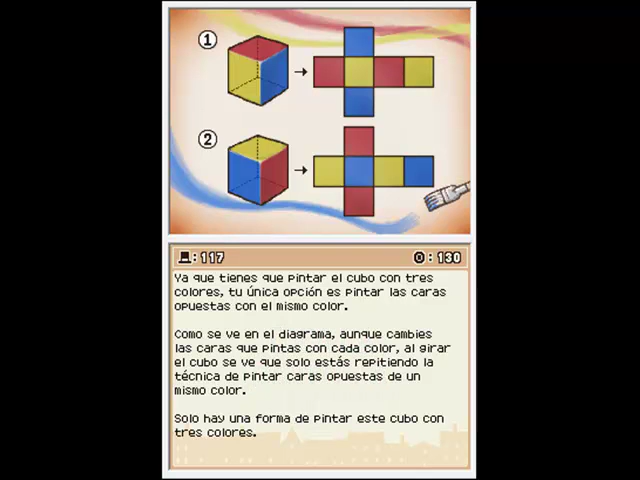 1
2
:117
:130
Ya que tienes que pintar el cubo con tres
colores, tu única opción es pintar las caras
opuestas con el mismo color.
Como se ve en el diagrama, aunque cambies
las caras que pintas con cada color, al girar
el cubo se ve que solo estás repitiendo la
técnica de pintar caras opuestas de un
mismo color.
Solo hay una forma de pintar este cubo con
tres colores.